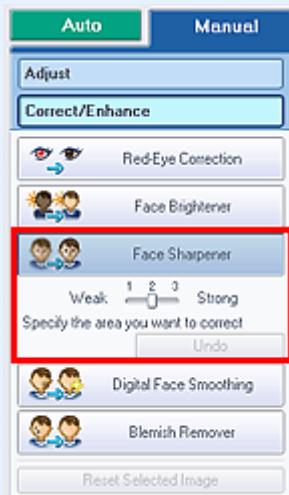 Auto Manual
Adjust
Correct/Enhance
Red-Eye Correction
Face Brightener
Face Sharpener
1 2 3
Weak Strong
Specify the area you want to correct
Undo
Digital Face Smoothing
Blemish Remover
Reset Selected Image